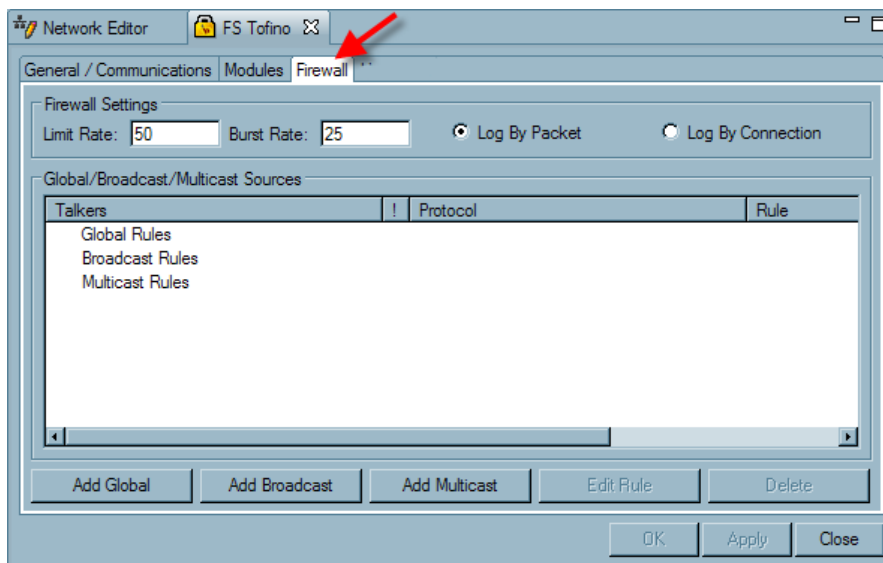 Network Editor FS Tofino
General / Communications Modules Firewall
Firewall Settings
Limit Rate: 50 Burst Rate: 25 Log By Packet Log By Connection
Global/Broadcast/Multicast Sources
Talkers ! Protocol Rule
Global Rules
Broadcast Rules
Multicast Rules
Add Global Add Broadcast Add Multicast Edit Rule Delete
OK Apply Close